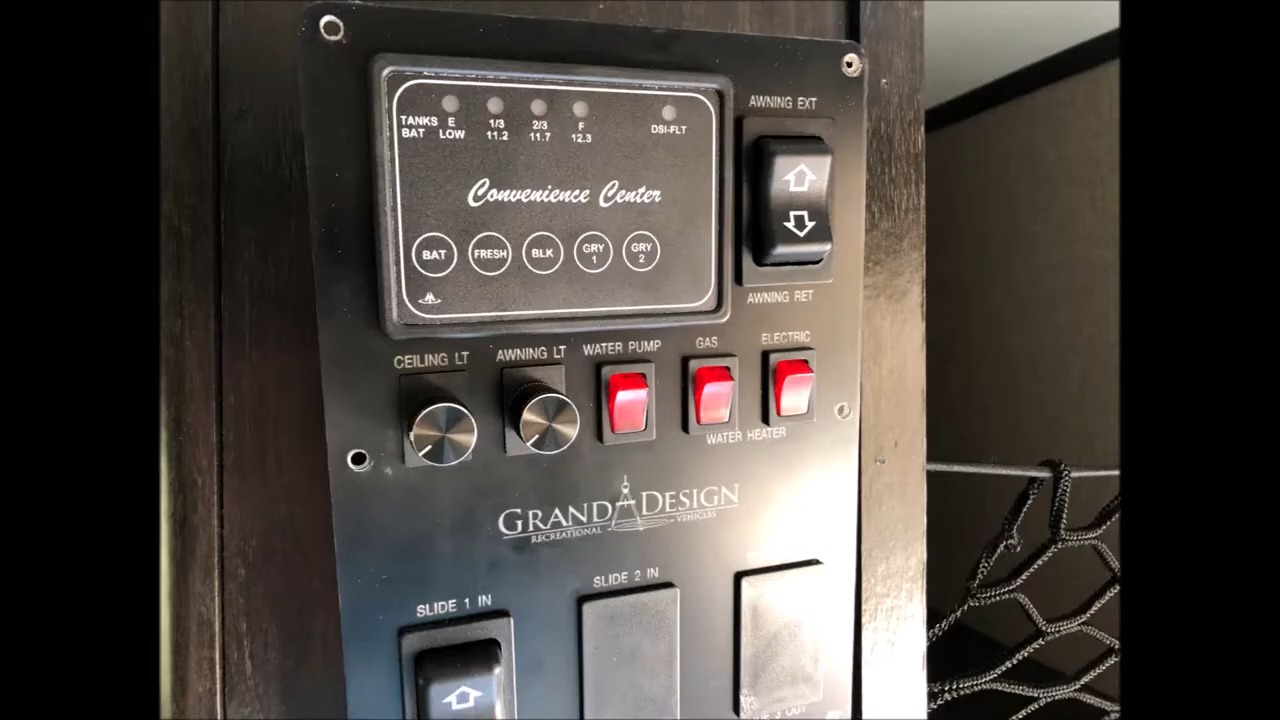 AWNING EXT
TANKS E 1/3 2/3 F
BAT LOW 11.2 11.7 12.3
DSI-FLT
Convenience Center
BAT FRESH BLK GRY 1 GRY 2
AWNING RET
CEILING LT AWNING LT WATER PUMP GAS ELECTRIC
WATER HEATER
GRAND DESIGN
RECREATIONAL VEHICLES
SLIDE 1 IN SLIDE 2 IN
OUT